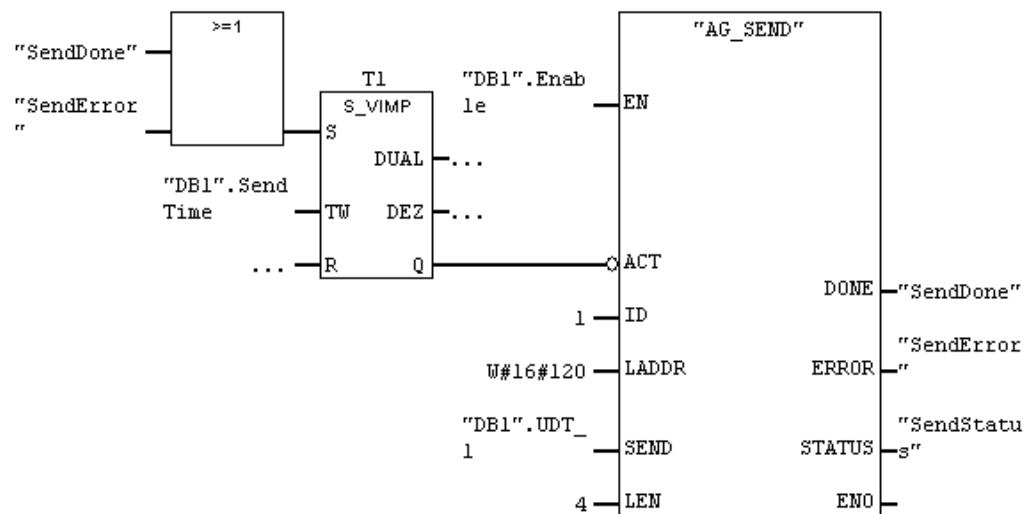 >=1
"SendDone"
"SendError
"
T1
S_VIMP
S
DUAL
...
"DB1".Send
Time
TW
DEZ
...
...
R
Q
"AG_SEND"
"DB1".Enab
le
EN
ACT
DONE
"SendDone"
1
ID
"SendError
"
W#16#120
LADDR
ERROR
"DB1".UDT_
1
SEND
"SendStatu
s"
STATUS
4
LEN
ENO